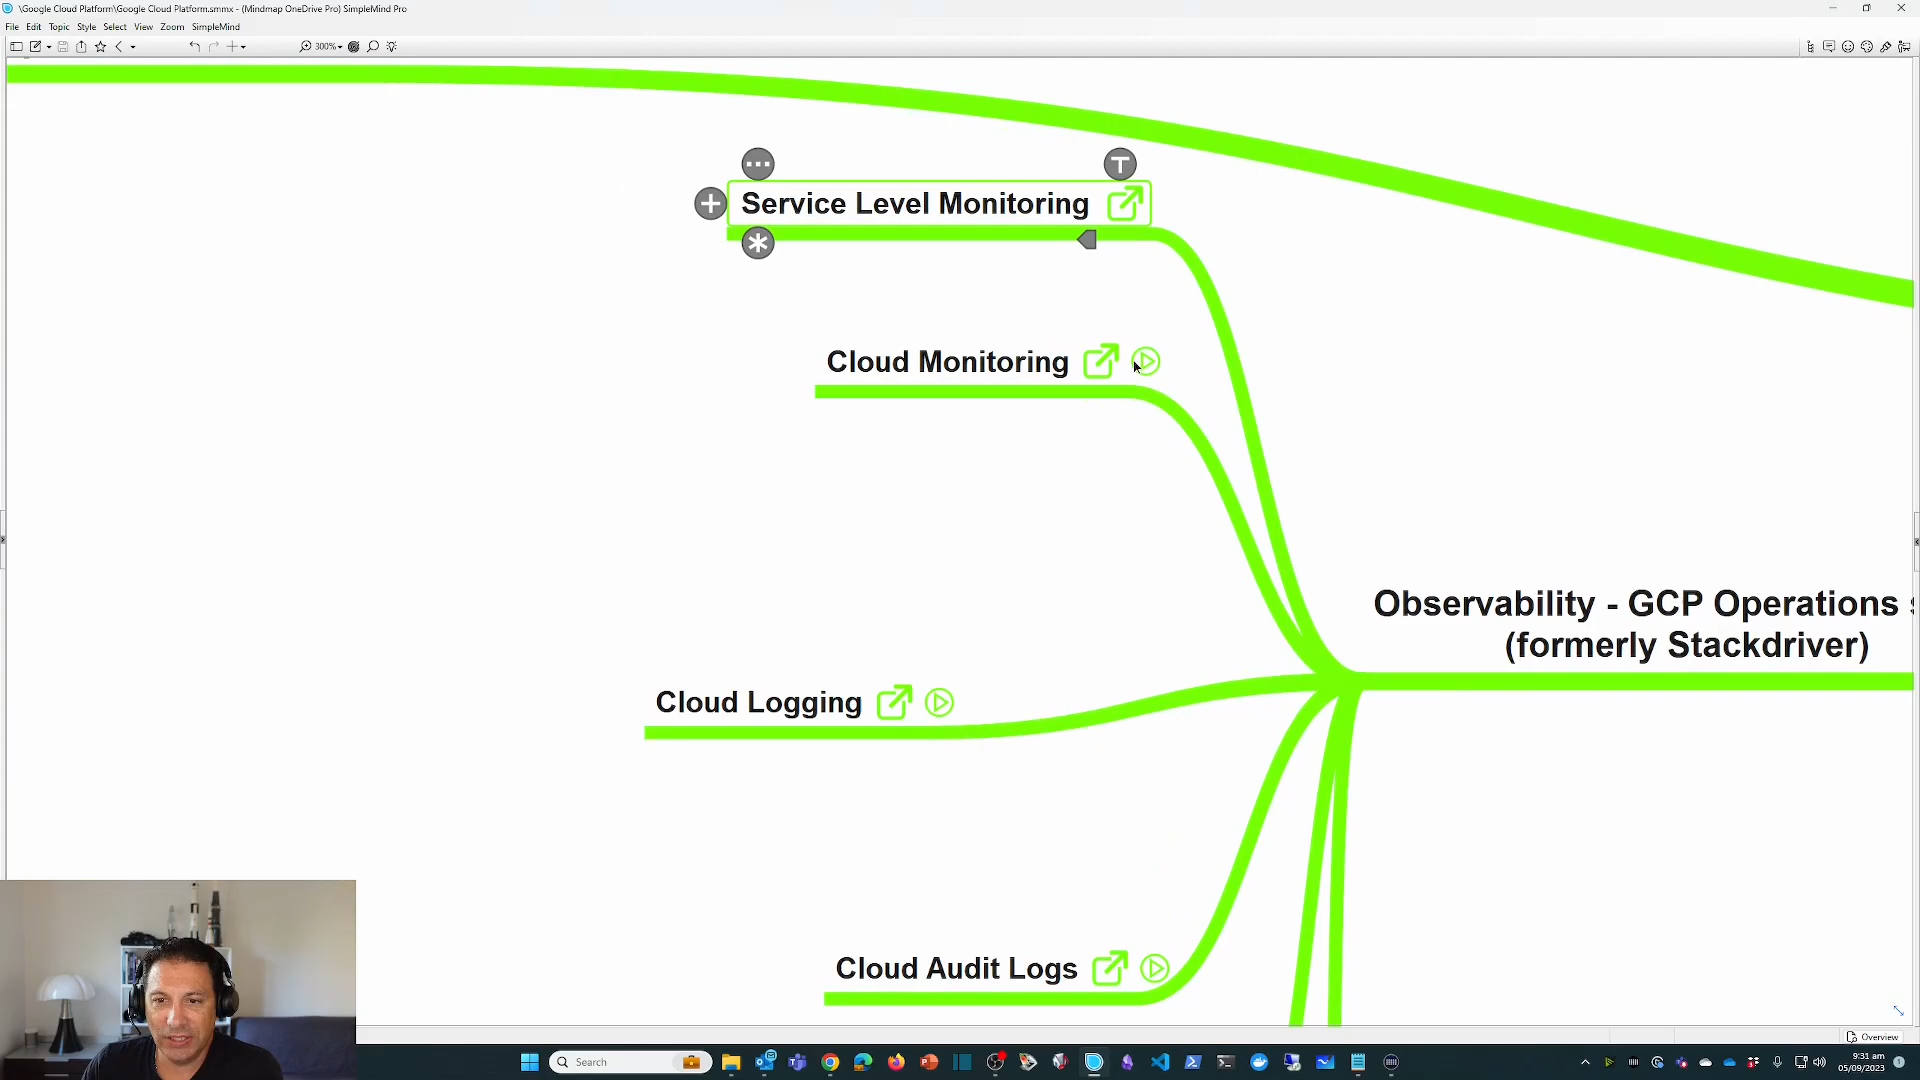 \Google Cloud Platform\Google Cloud Platform.smmx - (Mindmap OneDrive Pro) SimpleMind Pro
File Edit Topic Style Select View Zoom SimpleMind
300%
Service Level Monitoring
Cloud Monitoring
Observability - GCP Operations s
(formerly Stackdriver)
Cloud Logging
Cloud Audit Logs
Overview
Search
9:31 am
05/09/2023